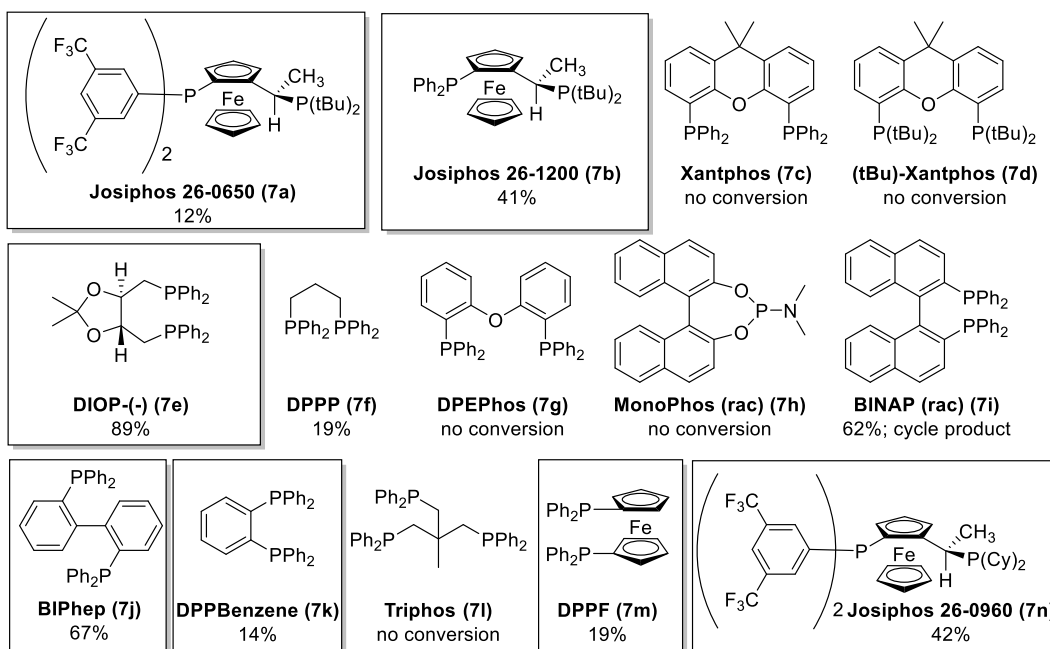 F3C
F3C
2
P
Fe
CH3
P(tBu)2
H
Josiphos 26-0650 (7a)
12%
Ph2P
Fe
CH3
P(tBu)2
H
Josiphos 26-1200 (7b)
41%
O
PPh2
PPh2
Xantphos (7c)
no conversion
O
P(tBu)2
P(tBu)2
(tBu)-Xantphos (7d)
no conversion
H
O
O
PPh2
PPh2
H
DIOP-(-) (7e)
89%
PPh2
PPh2
DPPP (7f)
19%
O
PPh2
PPh2
DPEPhos (7g)
no conversion
O
P
N
O
MonoPhos (rac) (7h)
no conversion
PPh2
PPh2
BINAP (rac) (7i)
62%; cycle product
PPh2
Ph2P
BIPhep (7j)
67%
PPh2
PPh2
DPPBenzene (7k)
14%
Ph2P
Ph2P
PPh2
Triphos (7l)
no conversion
Ph2P
Fe
Ph2P
DPPF (7m)
19%
F3C
F3C
2
P
Fe
CH3
P(Cy)2
H
Josiphos 26-0960 (7n)
42%